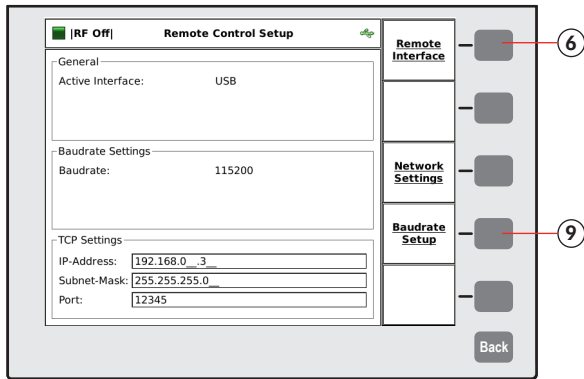 |RF Off| Remote Control Setup
General
Active Interface: USB
Baudrate Settings
Baudrate: 115200
TCP Settings
IP-Address: 192.168.0__.3__
Subnet-Mask: 255.255.255.0__
Port: 12345
Remote
Interface
Network
Settings
Baudrate
Setup
Back
6
9